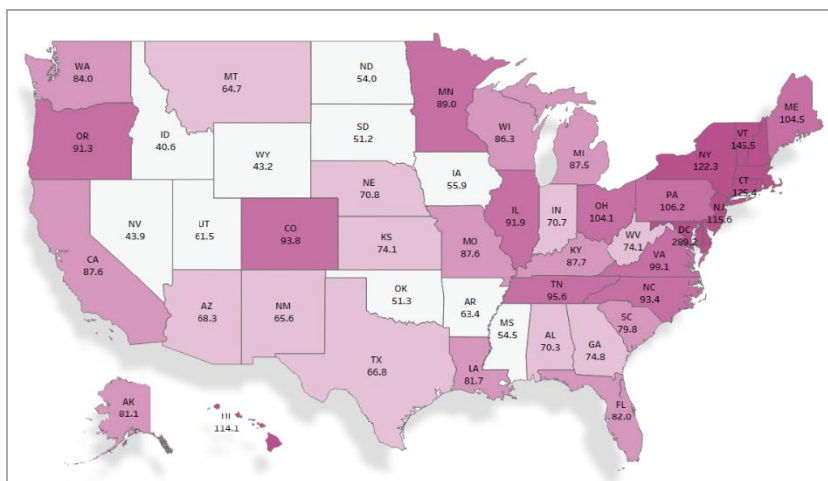 WA
84.0
OR
91.3
CA
87.6
NV
43.9
ID
40.6
MT
64.7
WY
43.2
UT
61.5
AZ
68.3
CO
93.8
NM
65.6
ND
54.0
SD
51.2
NE
70.8
KS
74.1
OK
51.3
TX
66.8
MN
89.0
IA
55.9
MO
87.6
AR
63.4
LA
81.7
WI
86.3
IL
91.9
MI
87.5
IN
70.7
OH
104.1
KY
87.7
TN
95.6
MS
54.5
AL
70.3
GA
74.8
FL
82.0
SC
79.8
NC
93.4
VA
99.1
WV
74.1
DC
289.2
PA
106.2
NJ
115.6
NY
122.3
CT
125.4
VT
145.5
ME
104.5
AK
81.1
HI
114.1